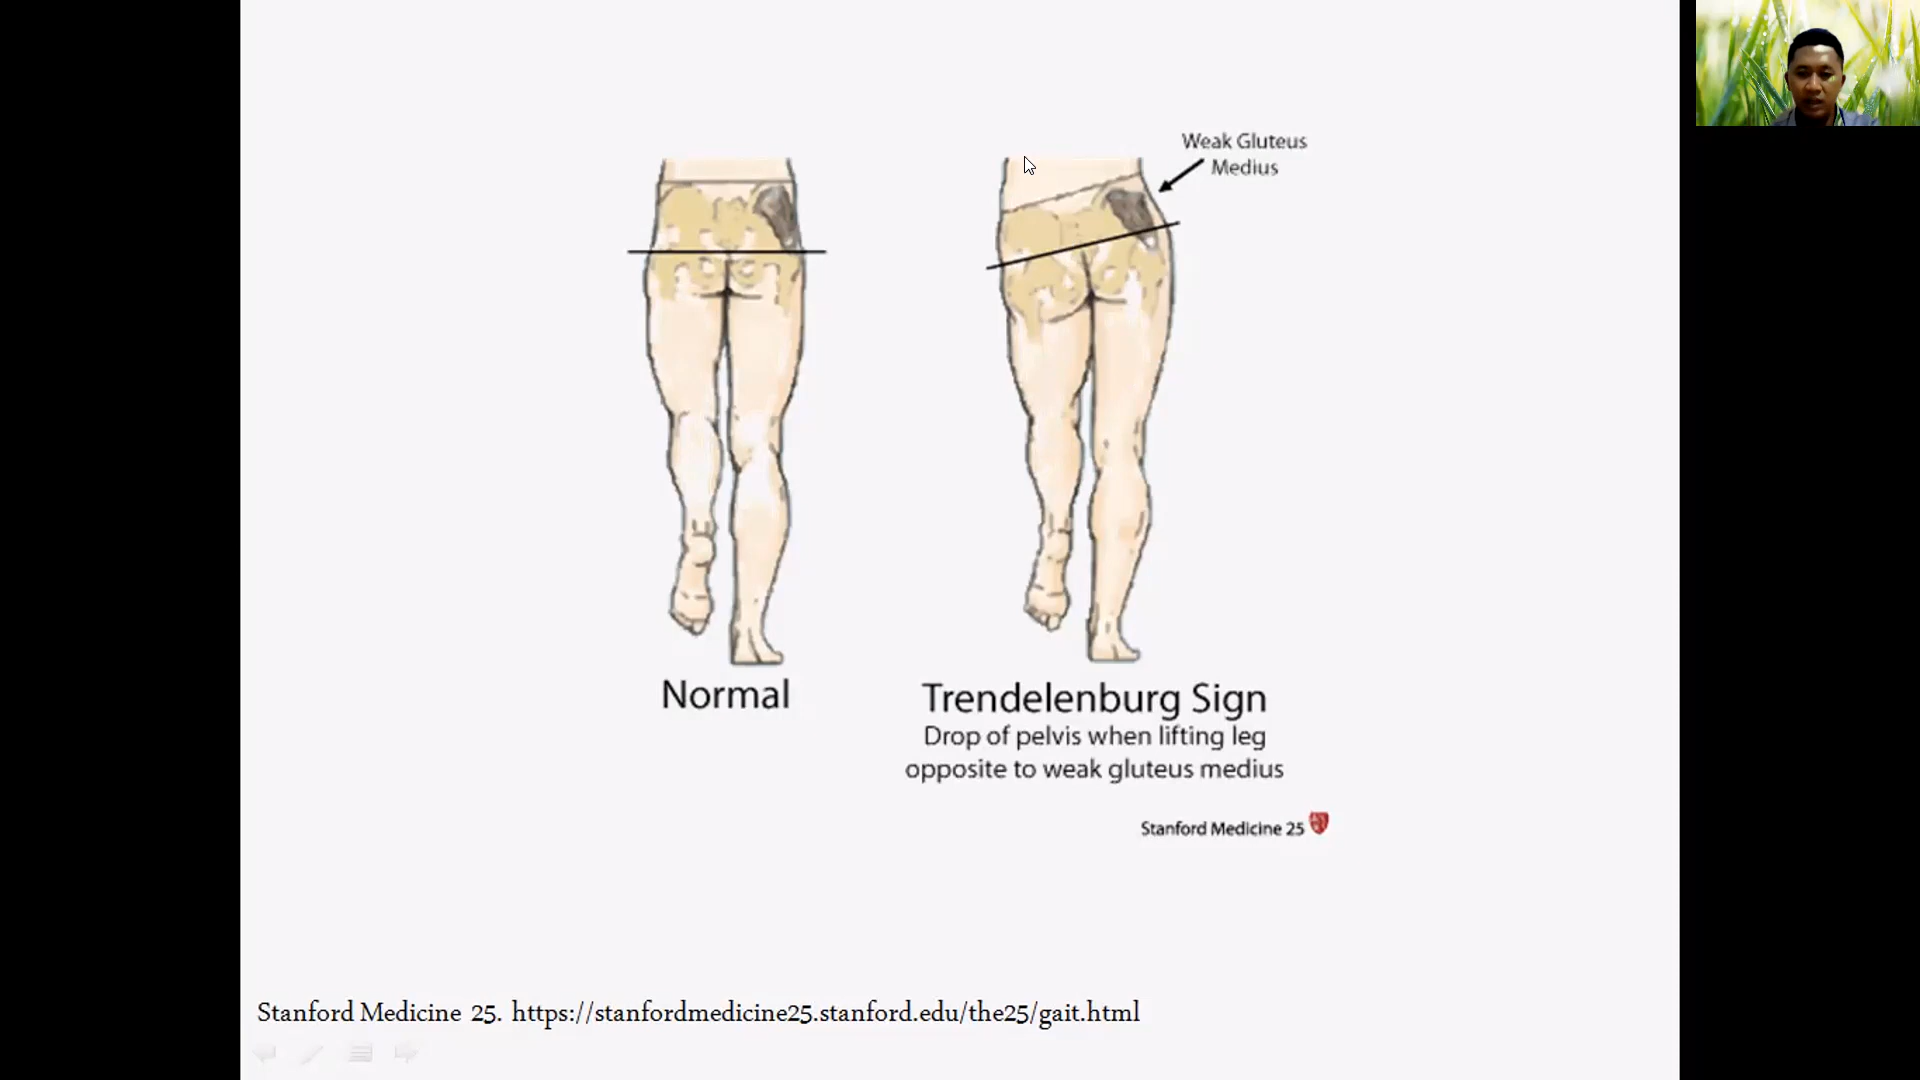 Weak Gluteus
Medius
Normal
Trendelenburg Sign
Drop of pelvis when lifting leg
opposite to weak gluteus medius
Stanford Medicine 25
Stanford Medicine 25. https://stanfordmedicine25.stanford.edu/the25/gait.html